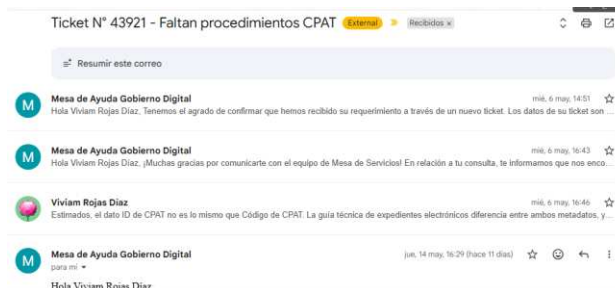 Ticket N° 43921 - Faltan procedimientos CPAT External Recibidos x
Resumir este correo
M
Mesa de Ayuda Gobierno Digital mié, 6 may, 14:51
Hola Viviam Rojas Díaz, Tenemos el agrado de confirmar que hemos recibido su requerimiento a través de un nuevo ticket. Los datos de su ticket son ...
M
Mesa de Ayuda Gobierno Digital mié, 6 may, 16:43
Hola Viviam Rojas Díaz, ¡Muchas gracias por comunicarte con el equipo de Mesa de Servicios! En relación a tu consulta, te informamos que nos enco...
Viviam Rojas Díaz mié, 6 may, 16:46
Estimados, el dato ID de CPAT no es lo mismo que Código de CPAT. La guía técnica de expedientes electrónicos diferencia entre ambos metadatos, y...
M
Mesa de Ayuda Gobierno Digital jue, 14 may, 16:29 (hace 11 días)
para mí
Hola Viviam Rojas Díaz